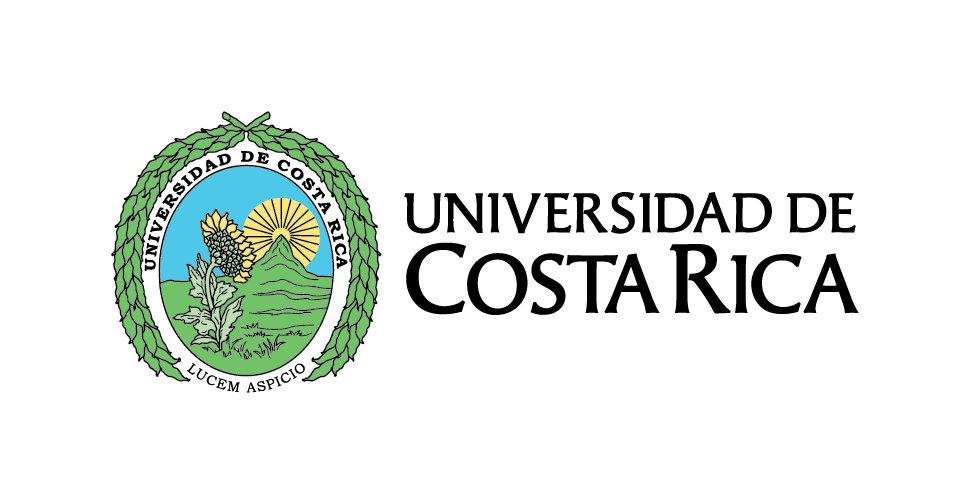 UNIVERSIDAD DE COSTA RICA
LUCEM ASPICIO
UNIVERSIDAD DE
COSTA RICA